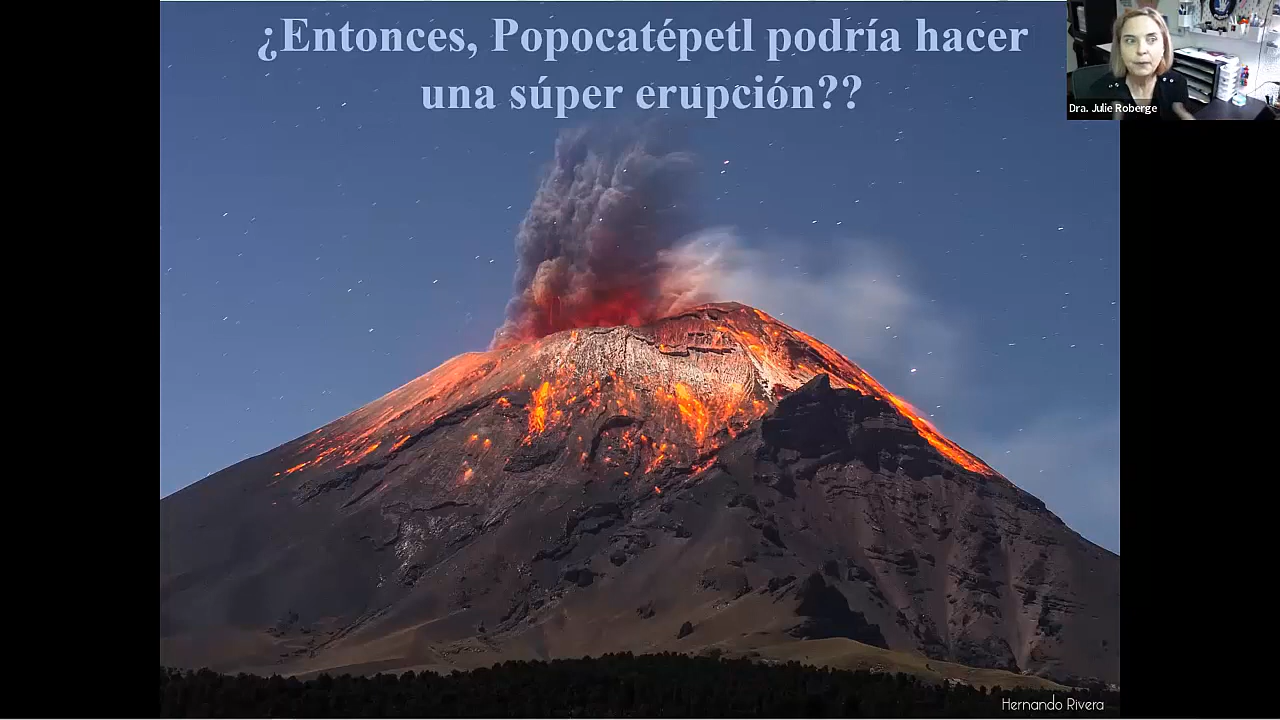 ¿Entonces, Popocatépetl podría hacer
una súper erupción??
Dra. Julie Roberge
Hernando Rivera